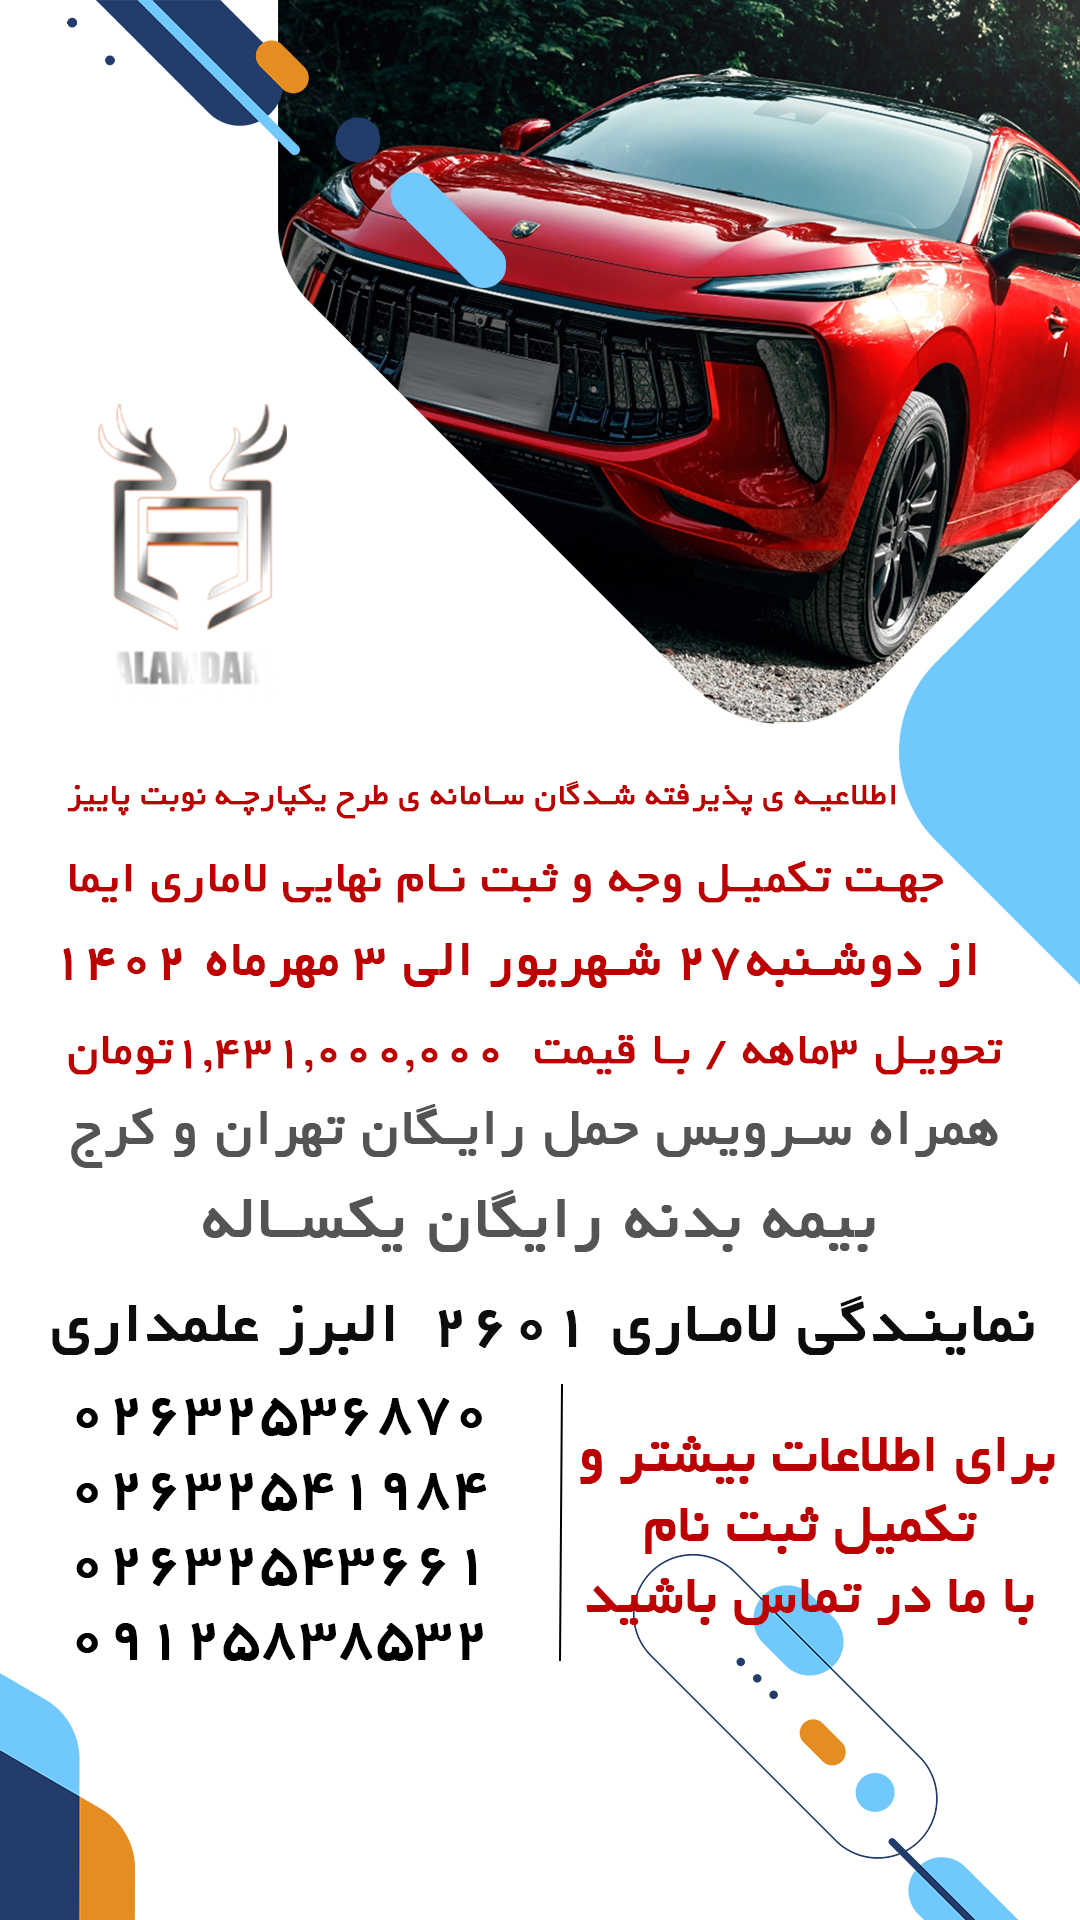 ALAMDAR
اطلاعیه ی پذیرفته شدگان سامانه ی طرح یکپارچه نوبت پاییز
جهت تکمیل وجه و ثبت نام نهایی لاماری ایما
از دوشنبه۲۷ شهریور الی ۳ مهرماه ۱۴۰۲
تحویل ۳ماهه / با قیمت ۱,۴۳۱,۰۰۰,۰۰۰تومان
همراه سرویس حمل رایگان تهران و کرج
بیمه بدنه رایگان یکساله
نمایندگی لاماری ۲۶۰۱ البرز علمداری
برای اطلاعات بیشتر و
تکمیل ثبت نام
با ما در تماس باشید
۰۲۶۳۲۵۳۶۸۷۰
۰۲۶۳۲۵۴۱۹۸۴
۰۲۶۳۲۵۴۳۶۶۱
۰۹۱۲۵۸۳۸۵۳۲